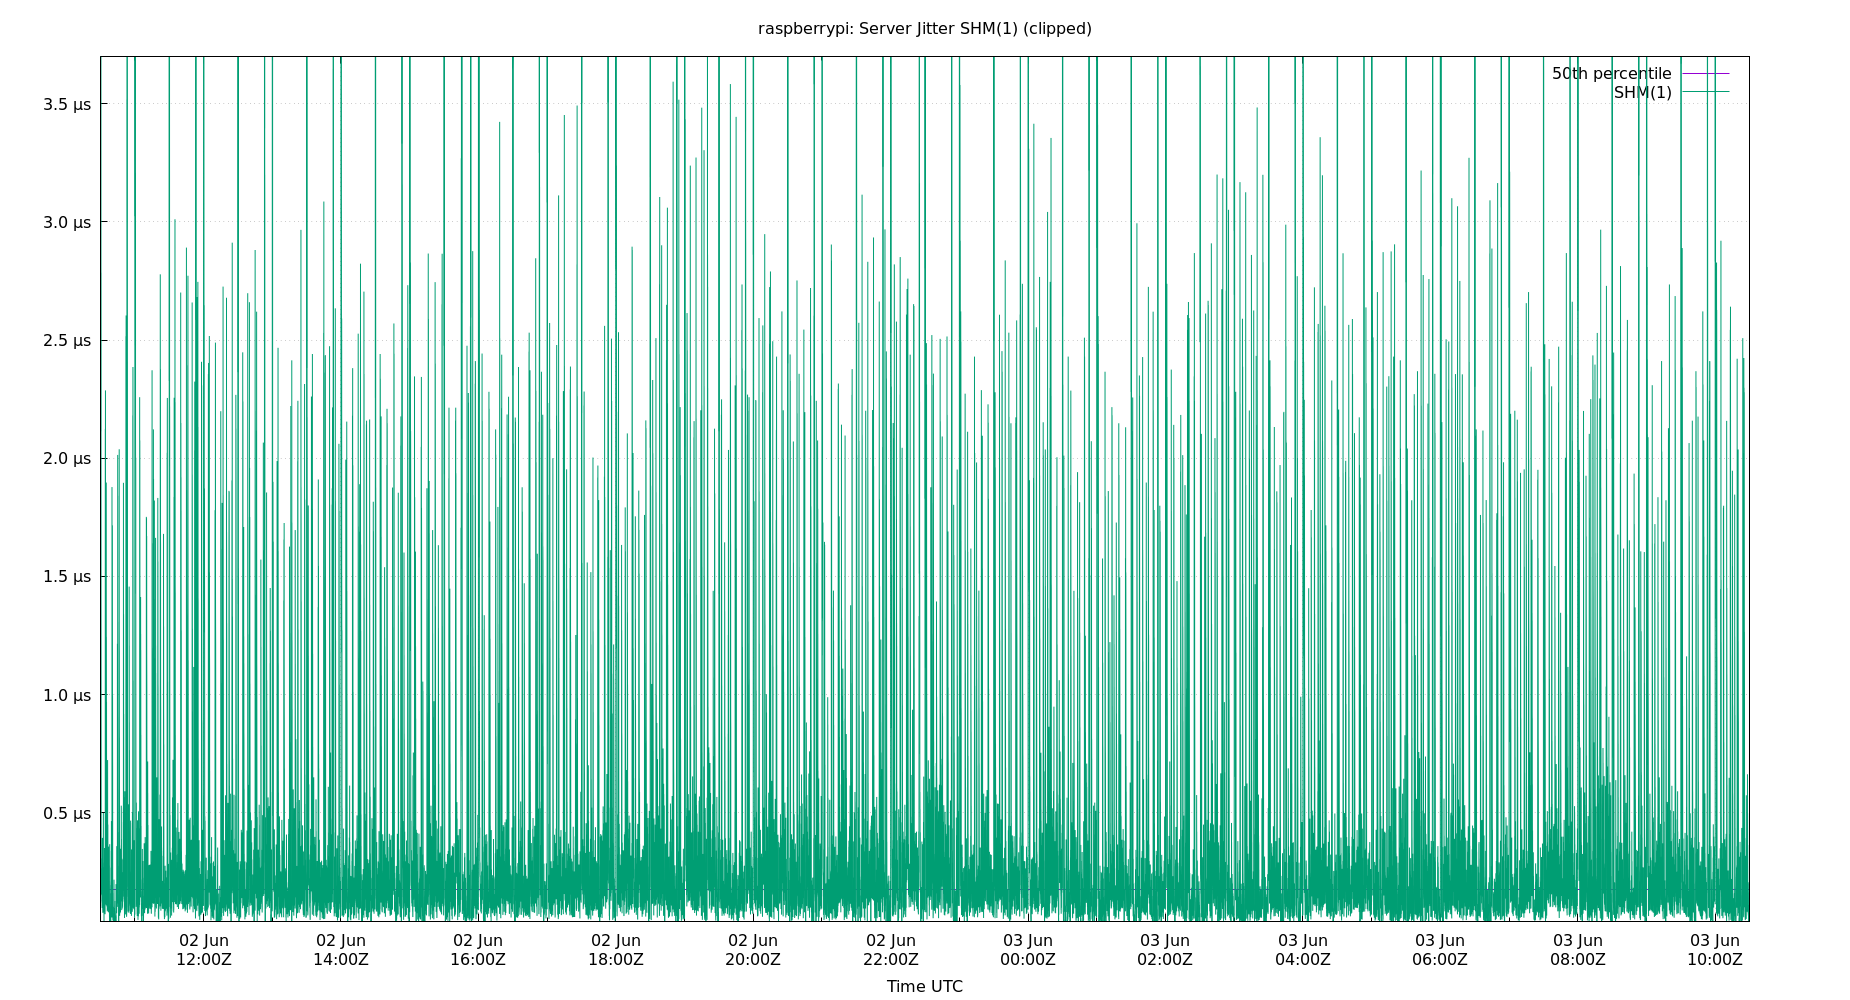 raspberrypi: Server Jitter SHM(1) (clipped)
50th percentile
SHM(1)
3.5 µs
3.0 µs
2.5 µs
2.0 µs
1.5 µs
1.0 µs
0.5 µs
02 Jun 02 Jun 02 Jun 02 Jun 02 Jun 02 Jun 03 Jun 03 Jun 03 Jun 03 Jun 03 Jun 03 Jun
12:00Z 14:00Z 16:00Z 18:00Z 20:00Z 22:00Z 00:00Z 02:00Z 04:00Z 06:00Z 08:00Z 10:00Z
Time UTC